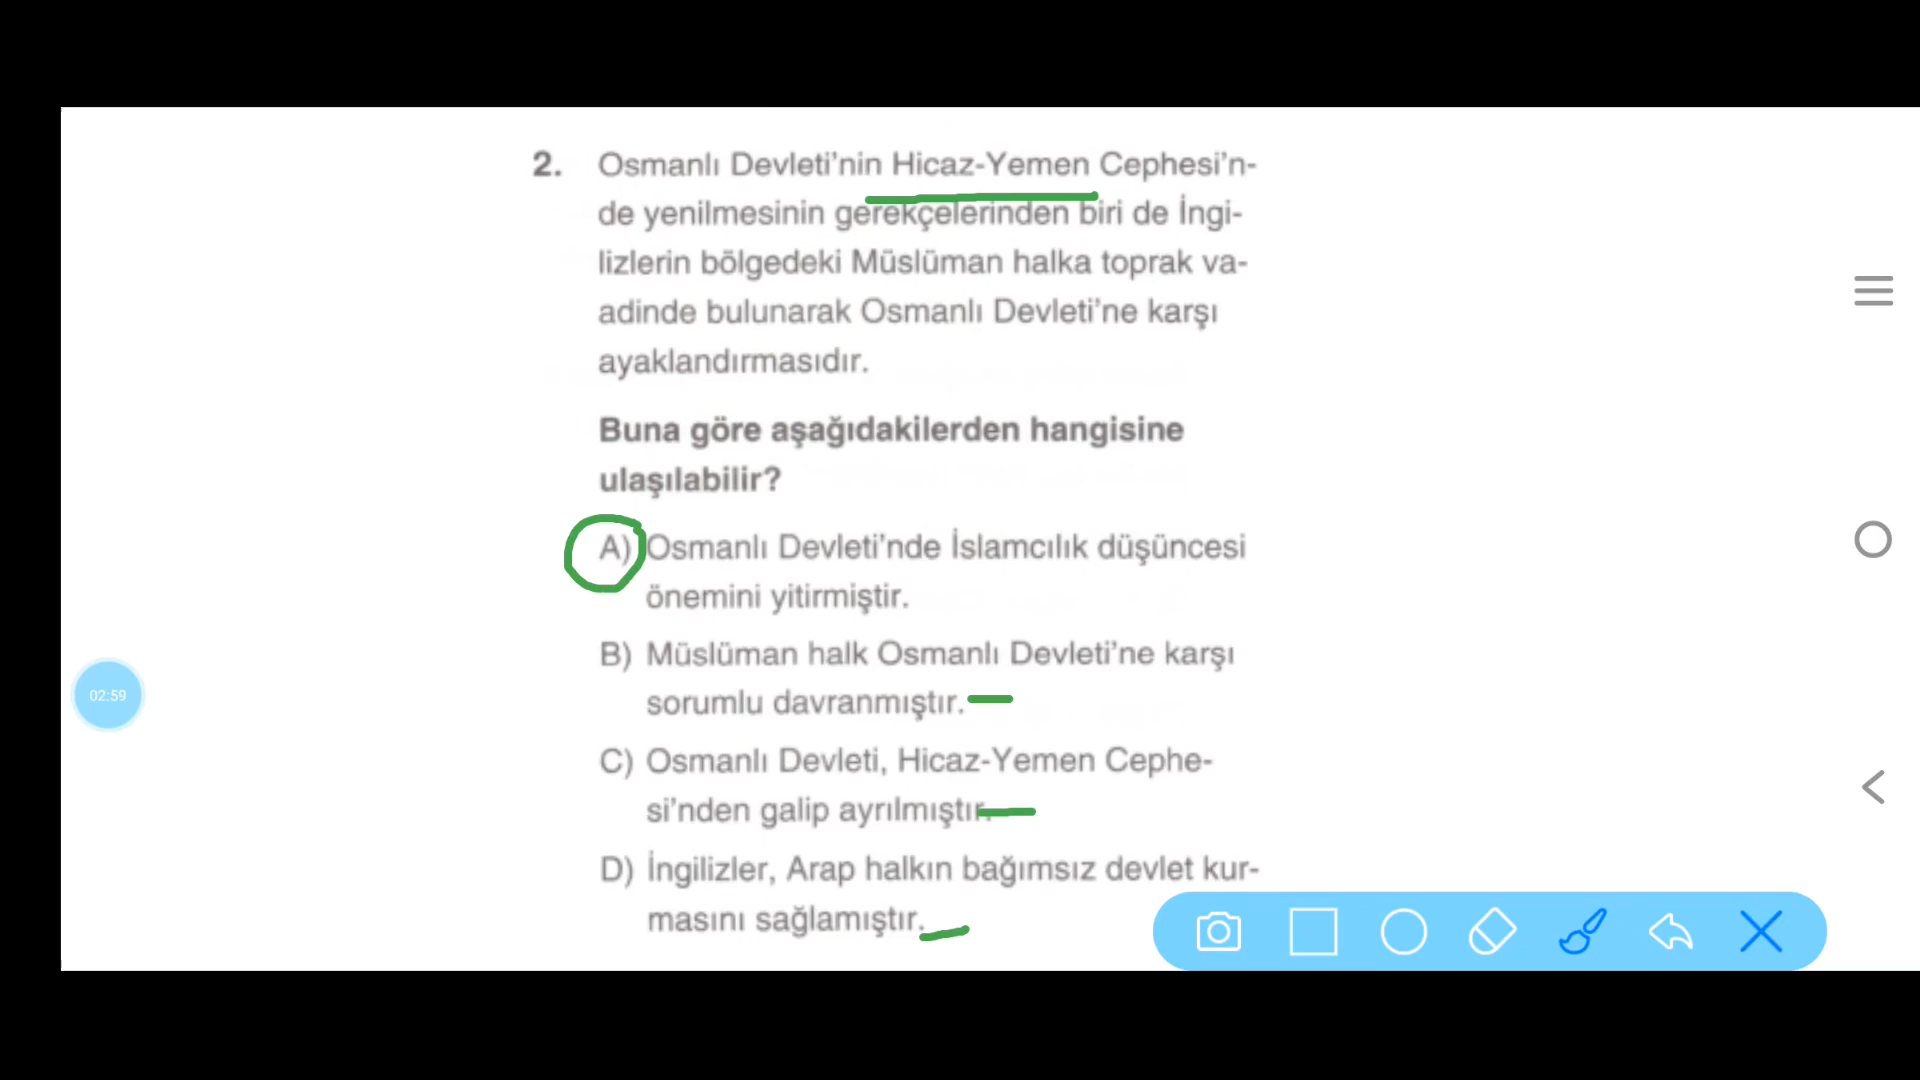 2. Osmanlı Devleti'nin Hicaz-Yemen Cephesi'n-
de yenilmesinin gerekçelerinden biri de İngi-
lizlerin bölgedeki Müslüman halka toprak va-
adinde bulunarak Osmanlı Devleti'ne karşı
ayaklandırmasıdır.
Buna göre aşağıdakilerden hangisine
ulaşılabilir?
A) Osmanlı Devleti'nde İslamcılık düşüncesi
önemini yitirmiştir.
B) Müslüman halk Osmanlı Devleti'ne karşı
sorumlu davranmıştır.
C) Osmanlı Devleti, Hicaz-Yemen Cephe-
si'nden galip ayrılmıştır.
D) İngilizler, Arap halkın bağımsız devlet kur-
masını sağlamıştır.
02:59